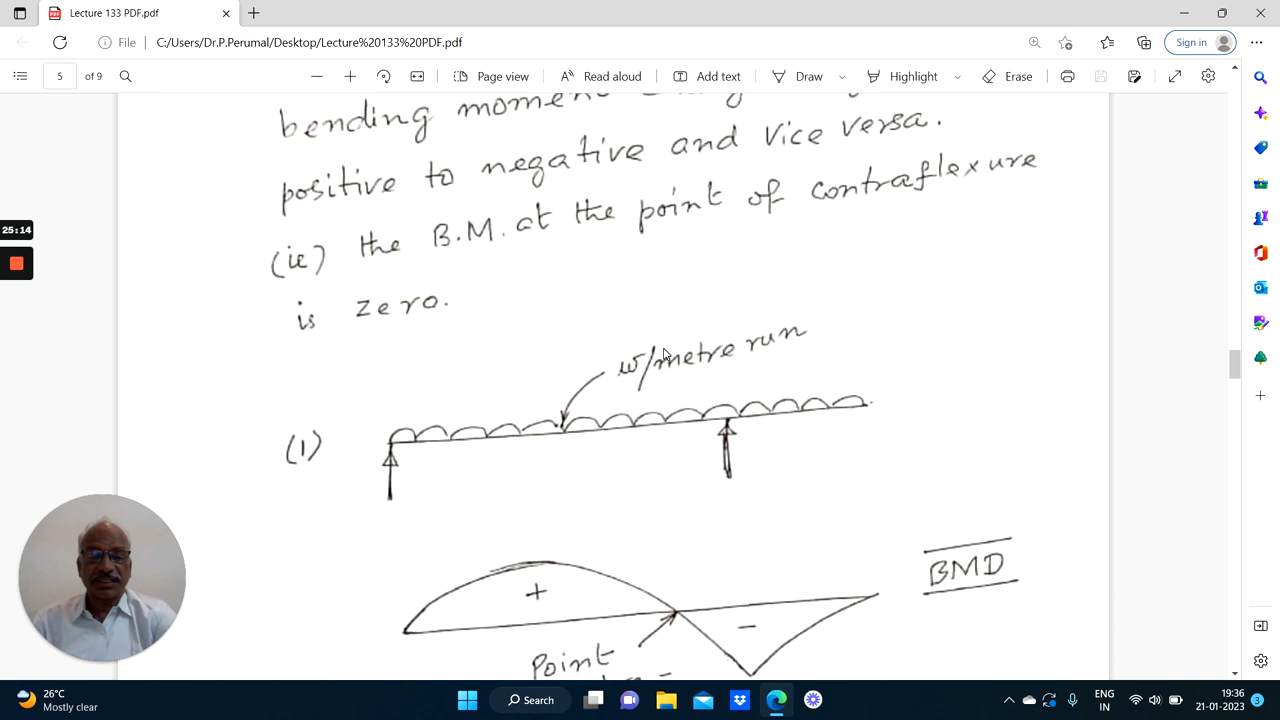 Lecture 133 PDF.pdf
File
C:/Users/Dr.P.Perumal/Desktop/Lecture%20133%20PDF.pdf
Sign in
5 of 9
Page view
Read aloud
Add text
Draw
Highlight
Erase
bending moment
positive to negative and vice versa.
(ie) the B.M. at the point of contraflexure
is zero.
25:14
w/metre run
(1)
+
BMD
-
Point
26°C
Mostly clear
Search
ENG
IN
19:36
21-01-2023
3